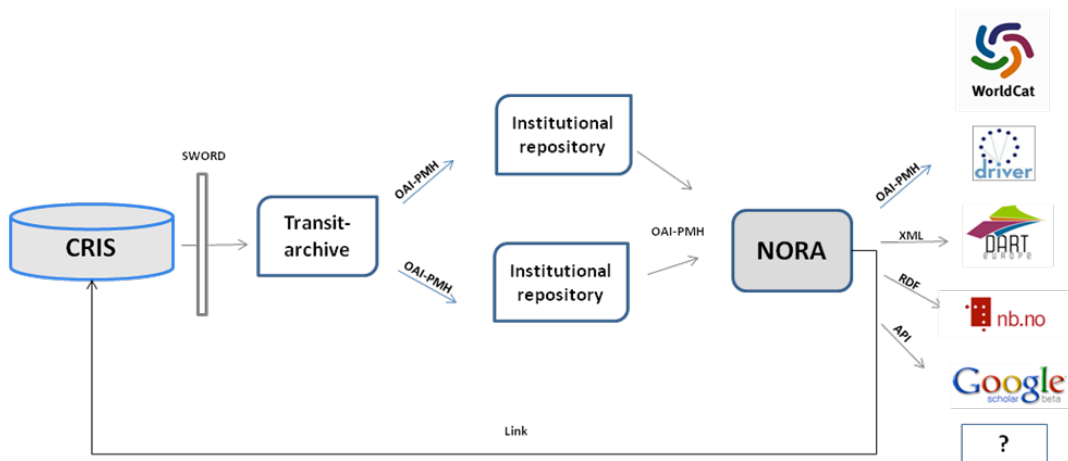 WorldCat
SWORD
Institutional
repository
OAI-PMH
driver
OAI-PMH
CRIS
Transit-
archive
OAI-PMH
NORA
XML
DART
EUROPE
OAI-PMH
Institutional
repository
RDF
nb.no
API
Google
scholar beta
Link
?